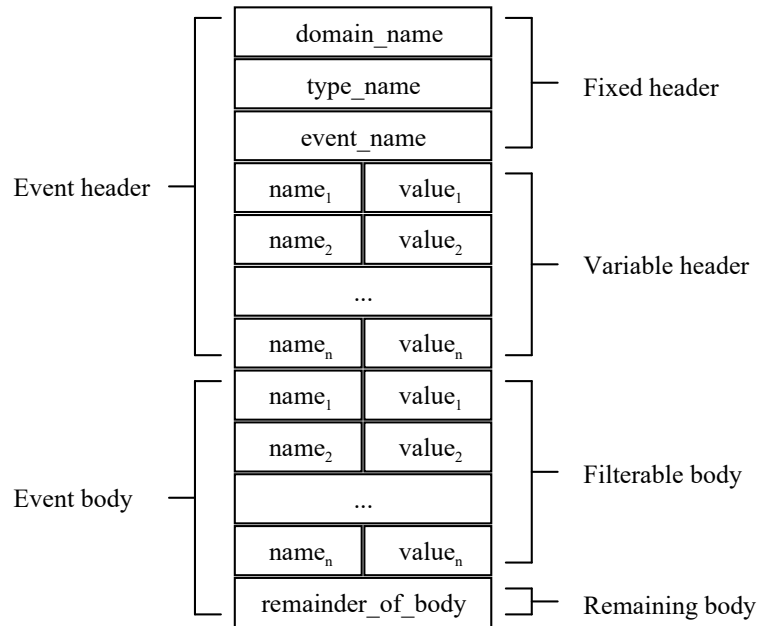 domain_name
type_name
Fixed header
event_name
Event header
name₁ value₁
name₂ value₂
Variable header
...
nameₙ valueₙ
name₁ value₁
name₂ value₂
Event body
Filterable body
...
nameₙ valueₙ
remainder_of_body
Remaining body